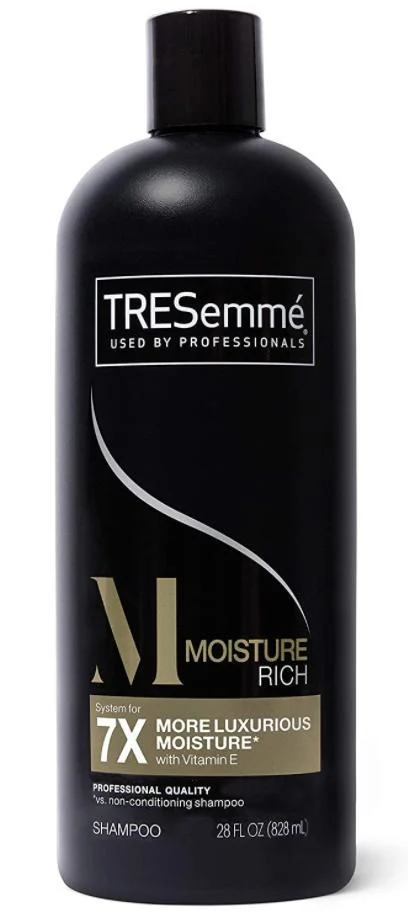 TRESemmé®
USED BY PROFESSIONALS
M MOISTURE
RICH
System for
7X MORE LUXURIOUS
MOISTURE*
with Vitamin E
PROFESSIONAL QUALITY
*vs. non-conditioning shampoo
SHAMPOO 28 FL OZ (828 mL)